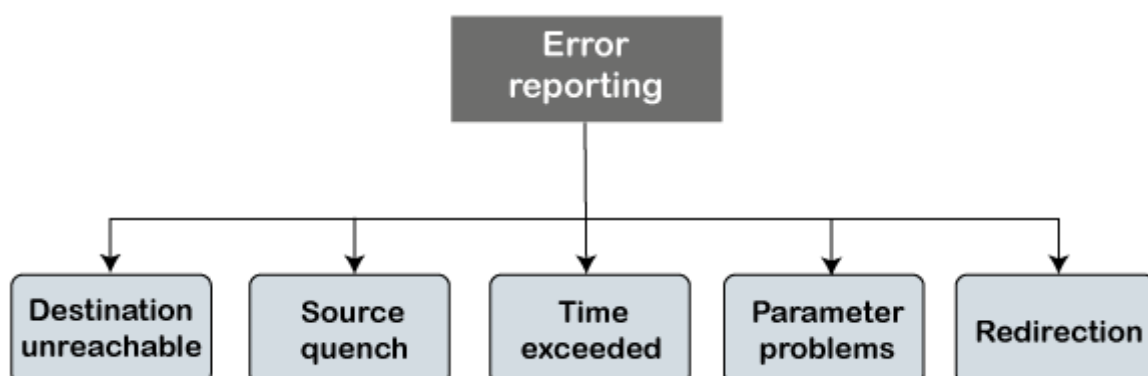 Error
reporting
Destination
unreachable
Source
quench
Time
exceeded
Parameter
problems
Redirection